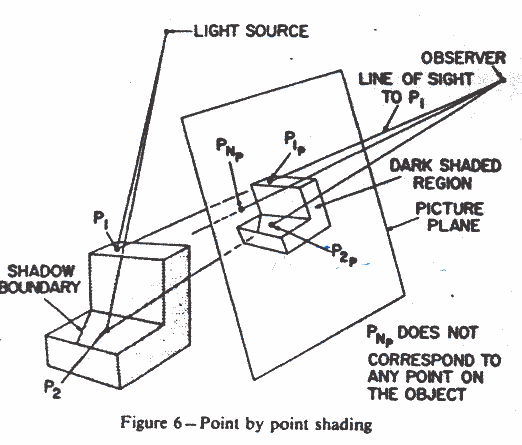 LIGHT SOURCE
OBSERVER
LINE OF SIGHT
TO P1
PNP
P1P
DARK SHADED
REGION
PICTURE
PLANE
P1
P2P
SHADOW
BOUNDARY
P2
PNP DOES NOT
CORRESPOND TO
ANY POINT ON
THE OBJECT
Figure 6—Point by point shading